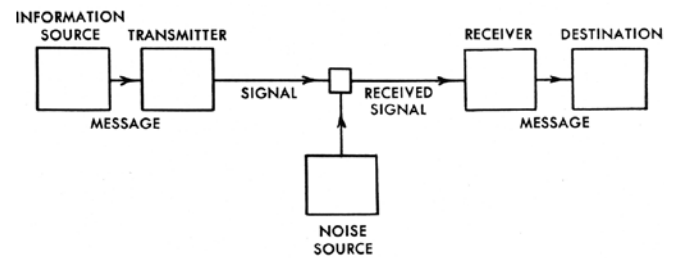 INFORMATION
SOURCE
TRANSMITTER
RECEIVER
DESTINATION
SIGNAL
RECEIVED
SIGNAL
MESSAGE
MESSAGE
NOISE
SOURCE